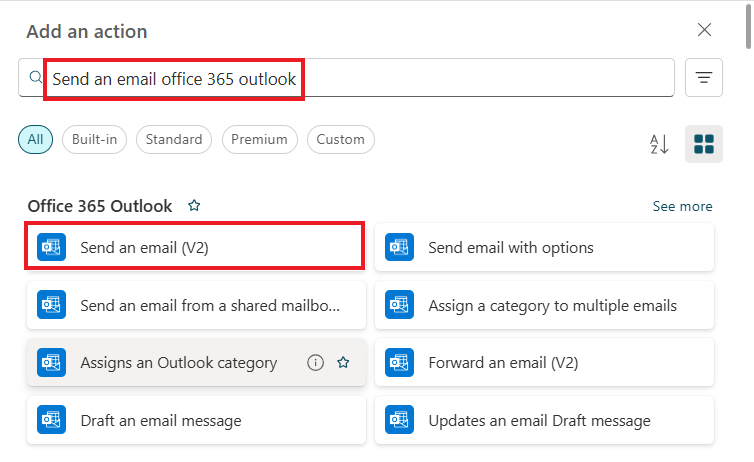 Add an action
Send an email office 365 outlook
All Built-in Standard Premium Custom
A
Z
Office 365 Outlook See more
Send an email (V2) Send email with options
Send an email from a shared mailbo... Assign a category to multiple emails
Assigns an Outlook category Forward an email (V2)
Draft an email message Updates an email Draft message